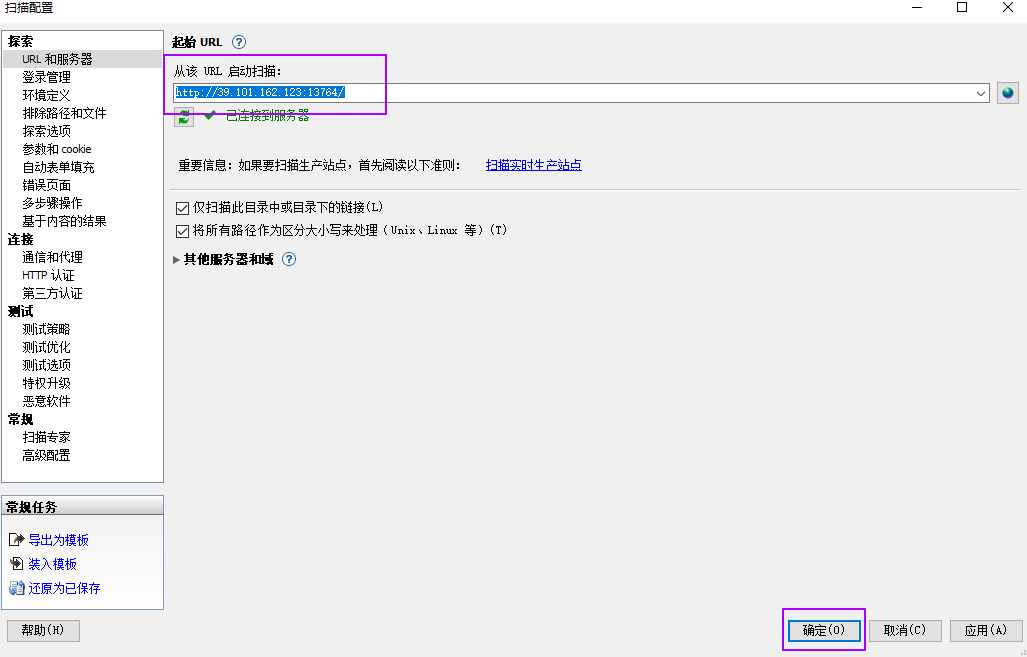 扫描配置
探索
URL 和服务器
登录管理
环境定义
排除路径和文件
探索选项
参数和 cookie
自动表单填充
错误页面
多步骤操作
基于内容的结果
连接
通信和代理
HTTP 认证
第三方认证
测试
测试策略
测试优化
测试选项
特权升级
恶意软件
常规
扫描专家
高级配置
常规任务
导出为模板
装入模板
还原为已保存
帮助(H)
起始 URL ?
从该 URL 启动扫描:
http://39.101.162.123:13764/
已连接到服务器
重要信息: 如果要扫描生产站点，首先阅读以下准则: 扫描实时生产站点
仅扫描此目录中或目录下的链接(L)
将所有路径作为区分大小写来处理（Unix、Linux 等）(T)
其他服务器和域 ?
确定(O) 取消(C) 应用(A)